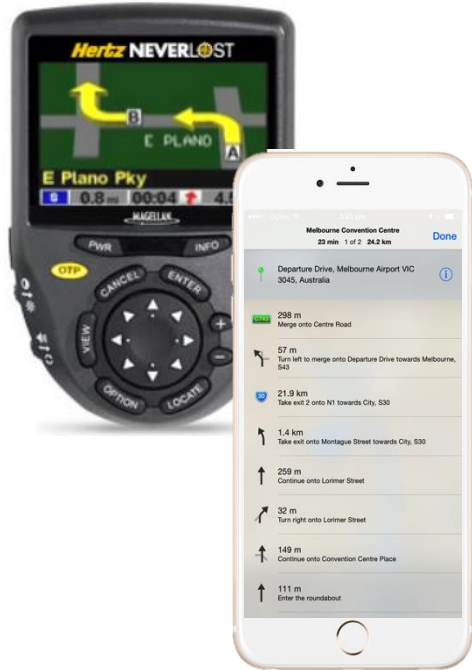 Hertz NEVERLOST
B
E PLANO
A
E Plano Pky
S 0.8 mi 00:04 4.5
MAGELLAN
PWR INFO
OTP
CANCEL ENTER
VIEW
+
−
OPTION LOCATE
Melbourne Convention Centre
23 min 1 of 2 24.2 km
Done
Departure Drive, Melbourne Airport VIC
3045, Australia
298 m
Merge onto Centre Road
57 m
Turn left to merge onto Departure Drive towards Melbourne,
S43
30
21.9 km
Take exit 2 onto N1 towards City, S30
1.4 km
Take exit onto Montague Street towards City, S30
259 m
Continue onto Lorimer Street
32 m
Turn right onto Lorimer Street
149 m
Continue onto Convention Centre Place
111 m
Enter the roundabout